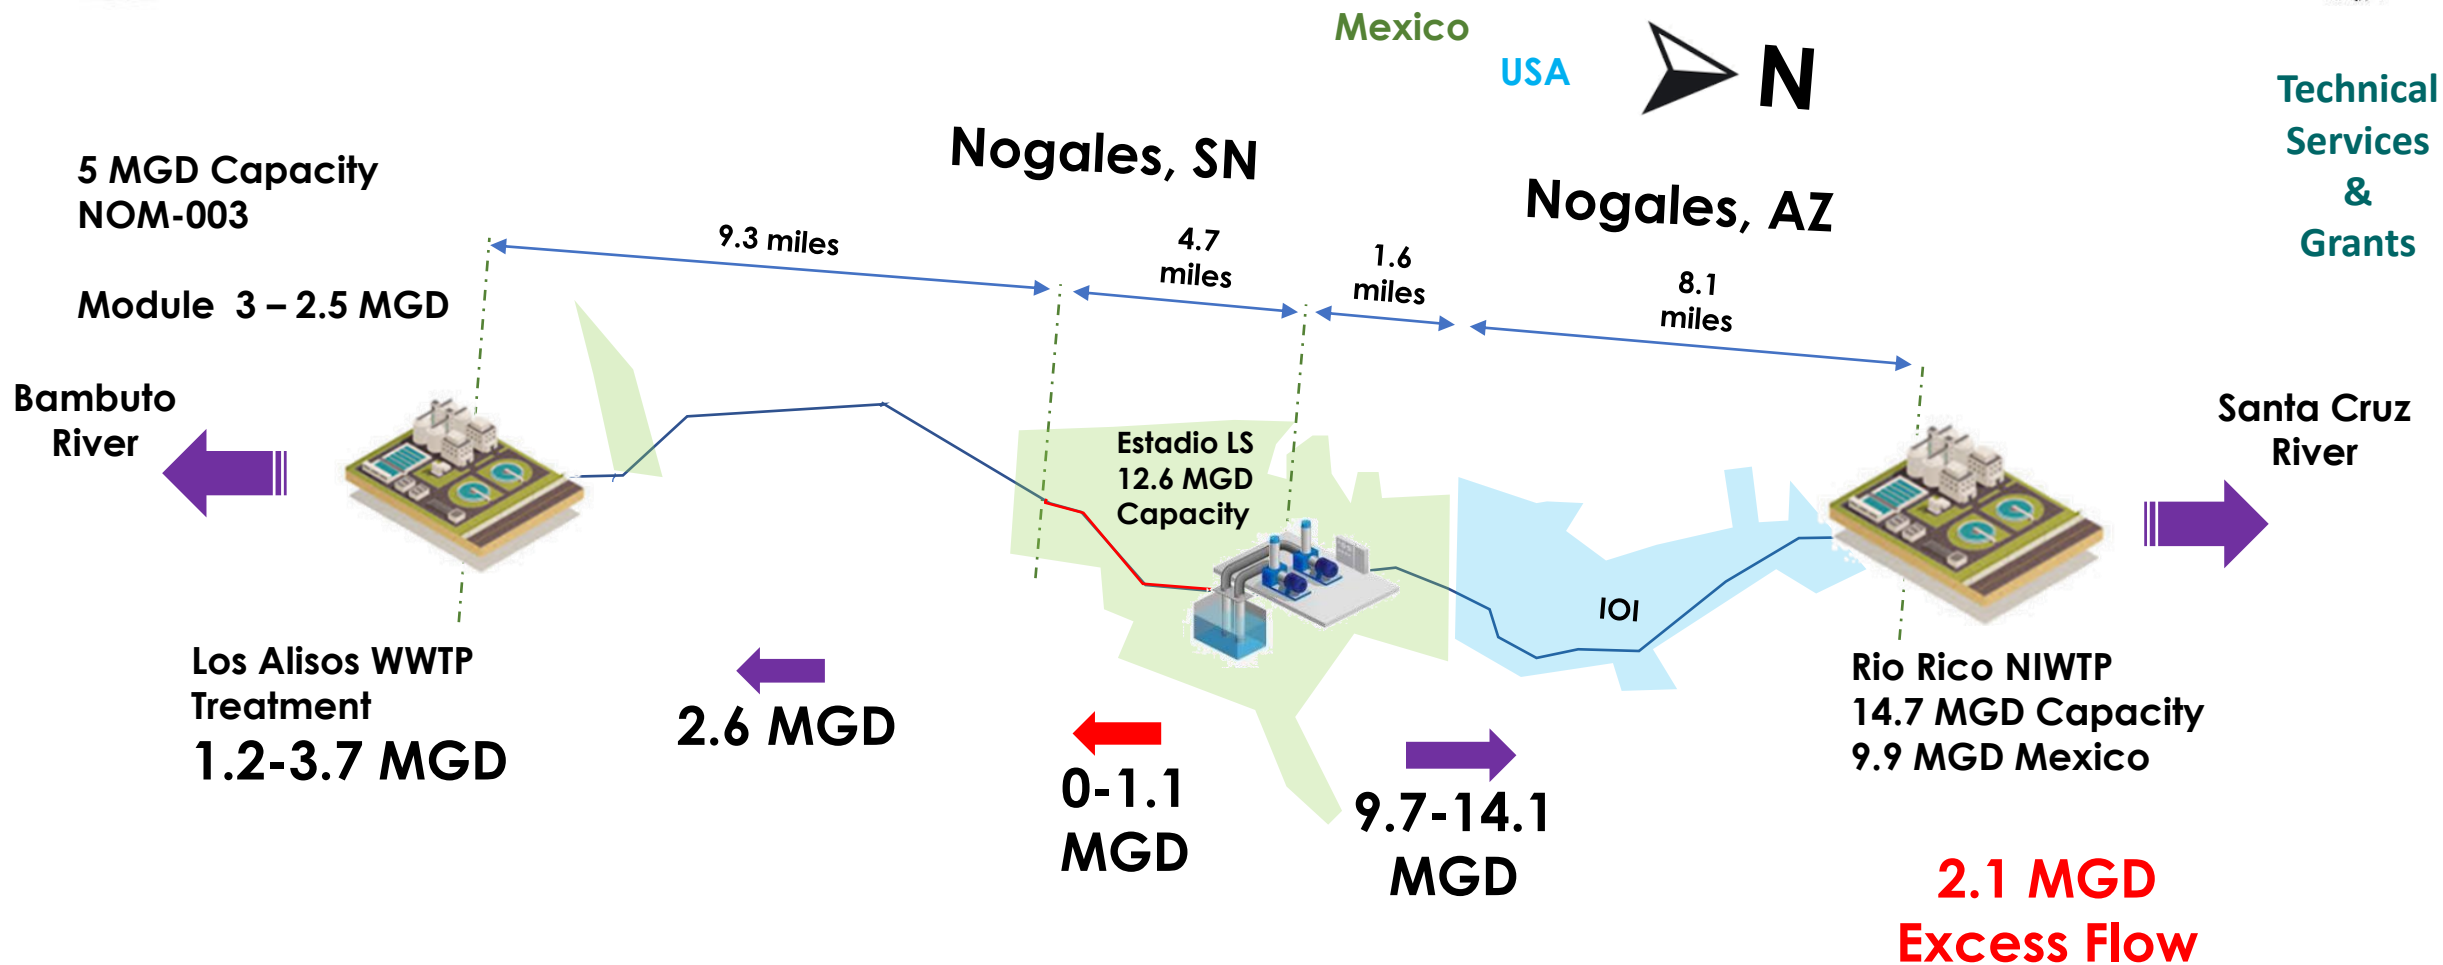 Mexico
USA
N
Technical
Services
&
Grants
Nogales, SN
Nogales, AZ
5 MGD Capacity
NOM-003
Module 3 – 2.5 MGD
9.3 miles
4.7
miles
1.6
miles
8.1
miles
Bambuto
River
Estadio LS
12.6 MGD
Capacity
Santa Cruz
River
IOI
Los Alisos WWTP
Treatment
1.2-3.7 MGD
2.6 MGD
0-1.1
MGD
9.7-14.1
MGD
Rio Rico NIWTP
14.7 MGD Capacity
9.9 MGD Mexico
2.1 MGD
Excess Flow